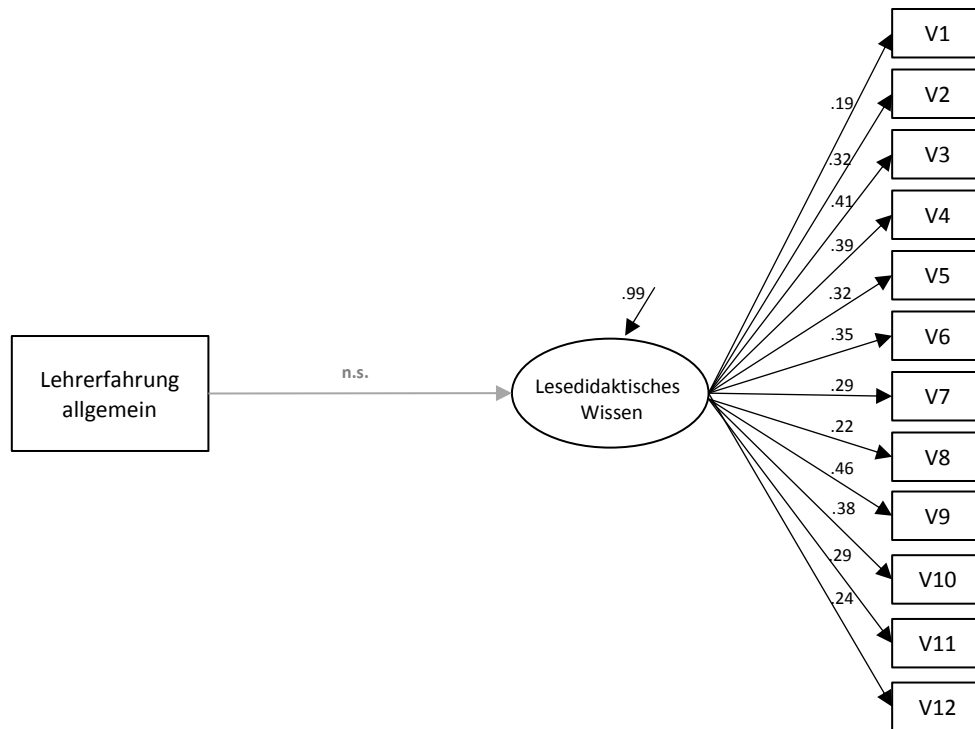 Lehrerfahrung
allgemein
n.s.
.99
Lesedidaktisches
Wissen
.19
.32
.41
.39
.32
.35
.29
.22
.46
.38
.29
.24
V1
V2
V3
V4
V5
V6
V7
V8
V9
V10
V11
V12